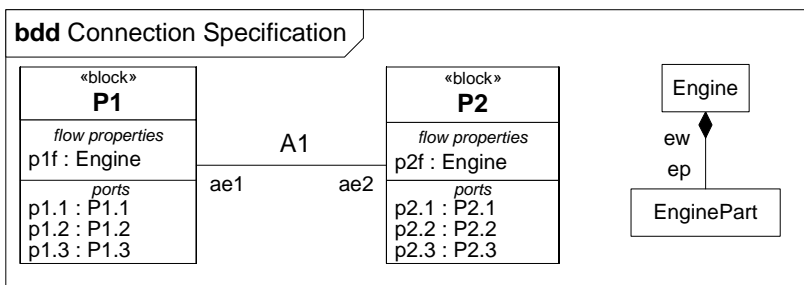 bdd Connection Specification
«block»
P1
flow properties
p1f : Engine
ports
p1.1 : P1.1
p1.2 : P1.2
p1.3 : P1.3
A1
ae1
ae2
«block»
P2
flow properties
p2f : Engine
ports
p2.1 : P2.1
p2.2 : P2.2
p2.3 : P2.3
Engine
ew
ep
EnginePart